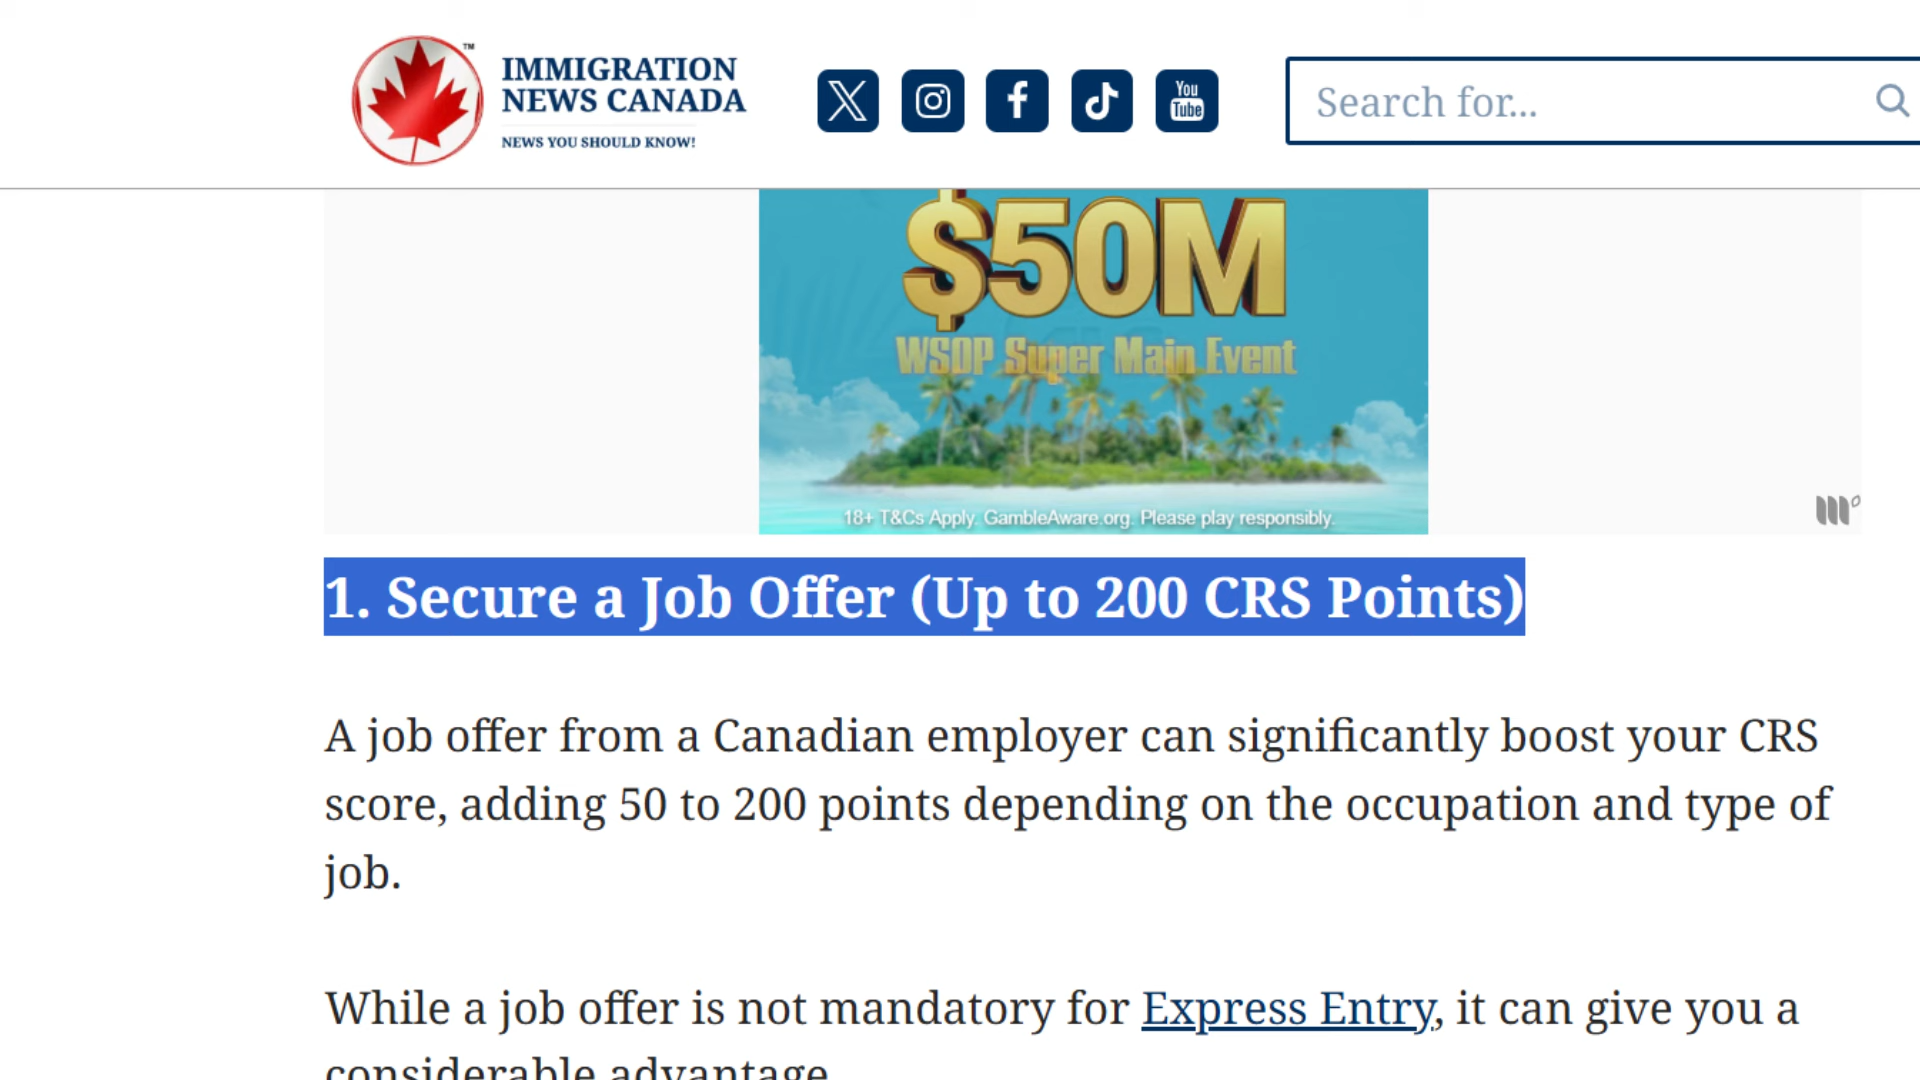 ™
IMMIGRATION
NEWS CANADA
NEWS YOU SHOULD KNOW!
You
Tube
Search for...
$50M
WSOP Super Main Event
18+ T&Cs Apply. GambleAware.org. Please play responsibly.
1. Secure a Job Offer (Up to 200 CRS Points)
A job offer from a Canadian employer can significantly boost your CRS
score, adding 50 to 200 points depending on the occupation and type of
job.
While a job offer is not mandatory for Express Entry, it can give you a
considerable advantage